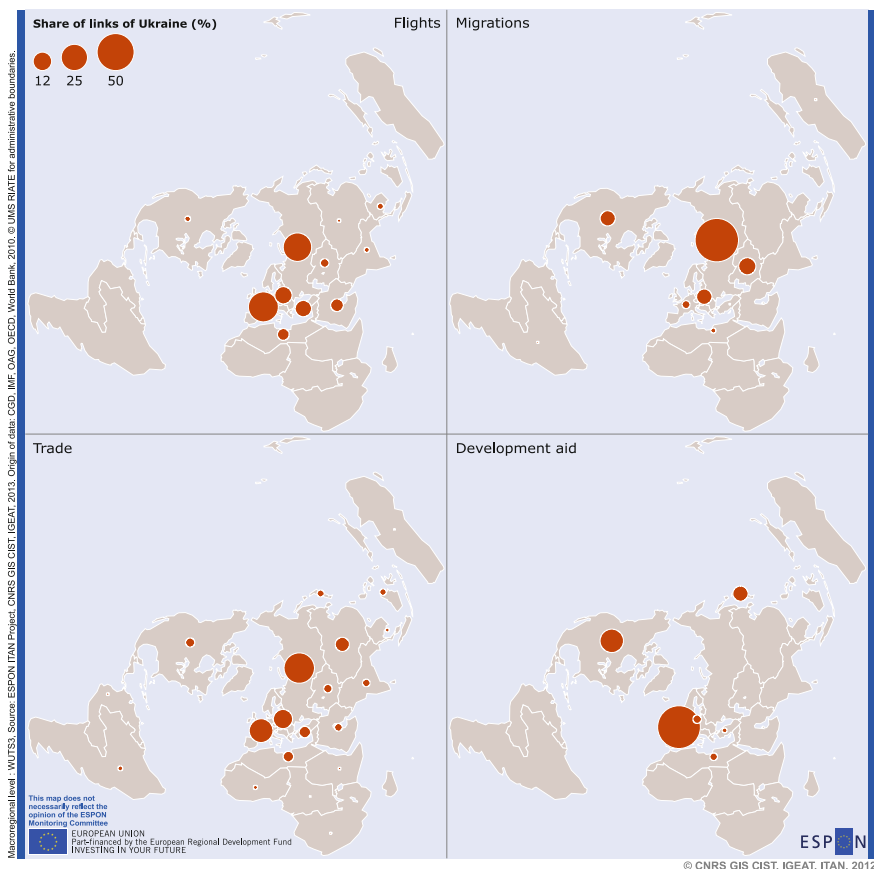 Share of links of Ukraine (%)
12 25 50
Flights
Migrations
Trade
Development aid
Macroregional level : WUTS3, Source: ESPON ITAN Project, CNRS GIS CIST, IGEAT, 2013. Origin of data: CGD, IMF, OAG, OECD, World Bank, 2010. © UMS RIATE for administrative boundaries.
This map does not
necessarily reflect the
opinion of the ESPON
Monitoring Committee
EUROPEAN UNION
Part-financed by the European Regional Development Fund
INVESTING IN YOUR FUTURE
ESPON
© CNRS GIS CIST, IGEAT, ITAN, 2012